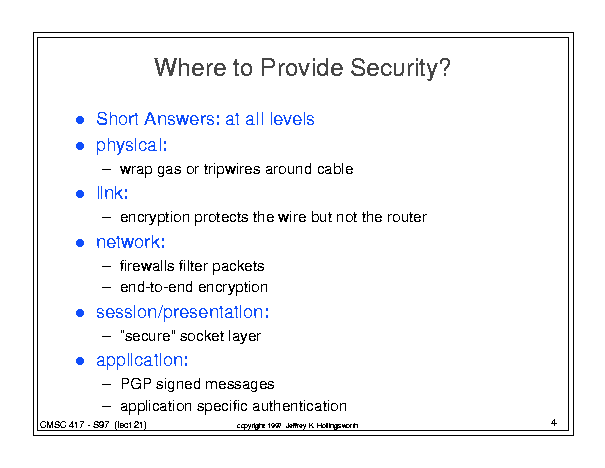 Where to Provide Security?
● Short Answers: at all levels
● physical:
– wrap gas or tripwires around cable
● link:
– encryption protects the wire but not the router
● network:
– firewalls filter packets
– end-to-end encryption
● session/presentation:
– "secure" socket layer
● application:
– PGP signed messages
– application specific authentication
CMSC 417 - S97 (lect 21) copyright 1997 Jeffrey K. Hollingsworth 4